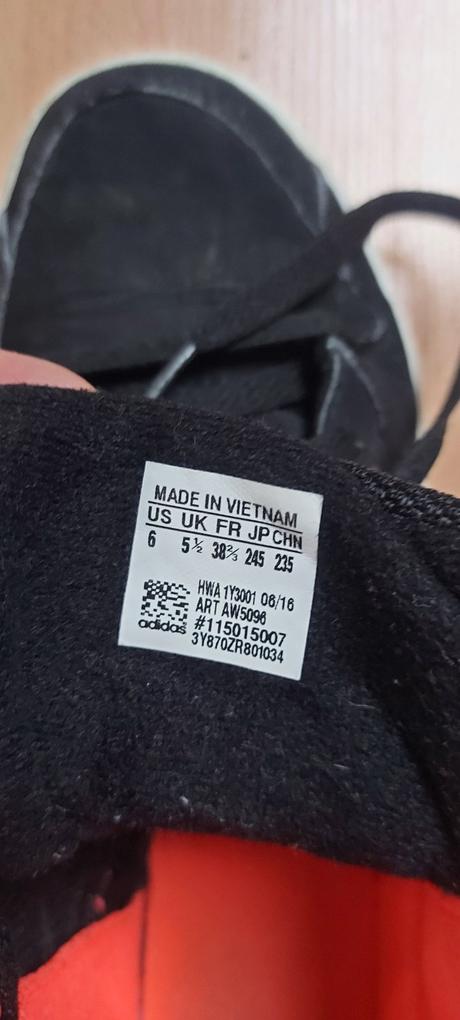 MADE IN VIETNAM
US UK FR JP CHN
6 5½ 38⅔ 245 235
HWA 1Y3001 06/16
ART AW5096
#115015007
3Y870ZR801034
adidas